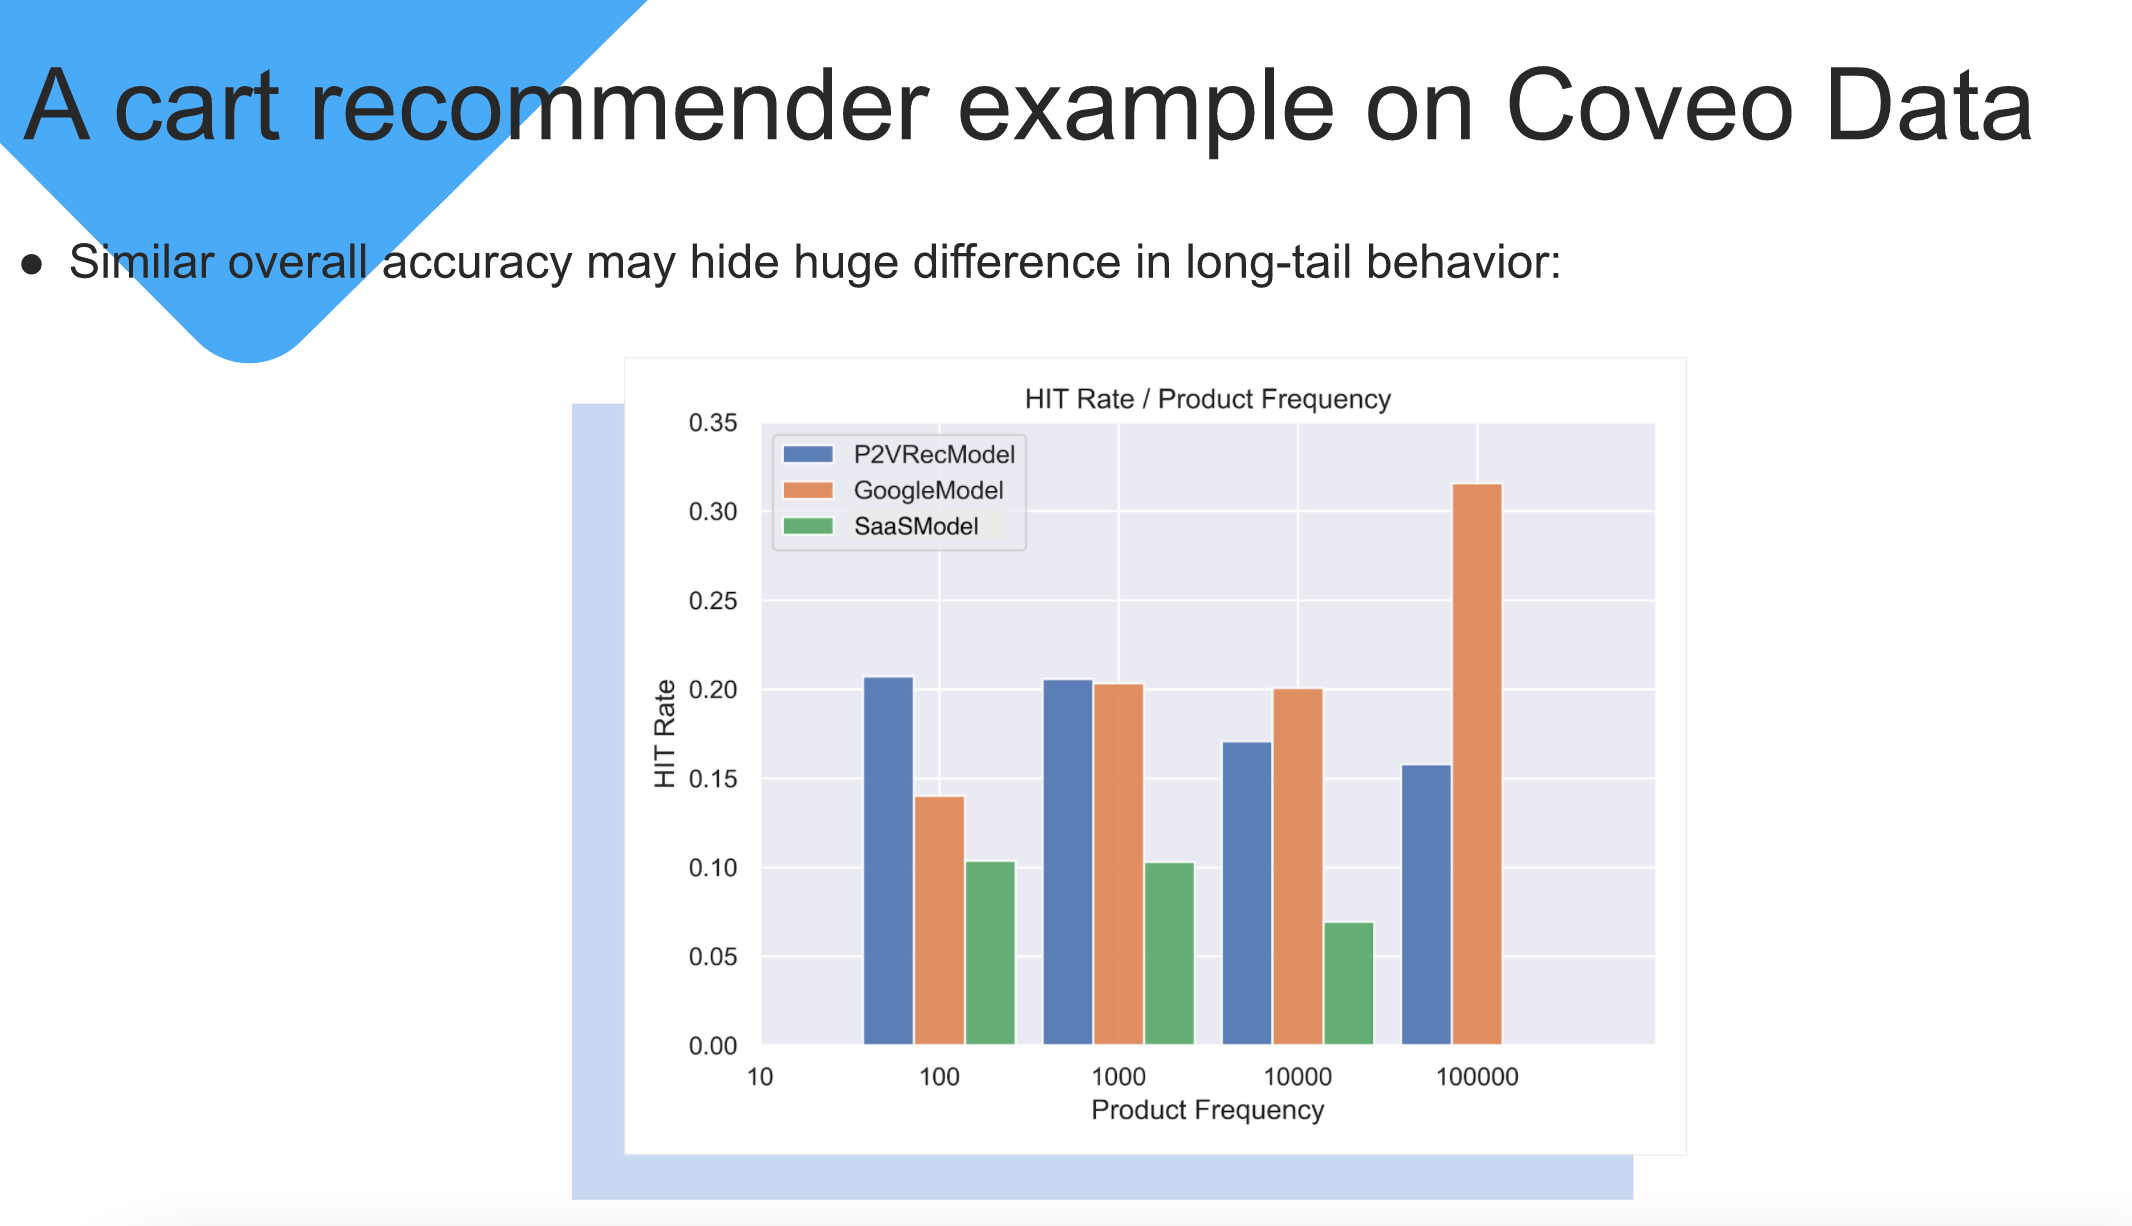 A cart recommender example on Coveo Data
● Similar overall accuracy may hide huge difference in long-tail behavior:
HIT Rate / Product Frequency
P2VRecModel
GoogleModel
SaaSModel
HIT Rate
0.35
0.30
0.25
0.20
0.15
0.10
0.05
0.00
10 100 1000 10000 100000
Product Frequency